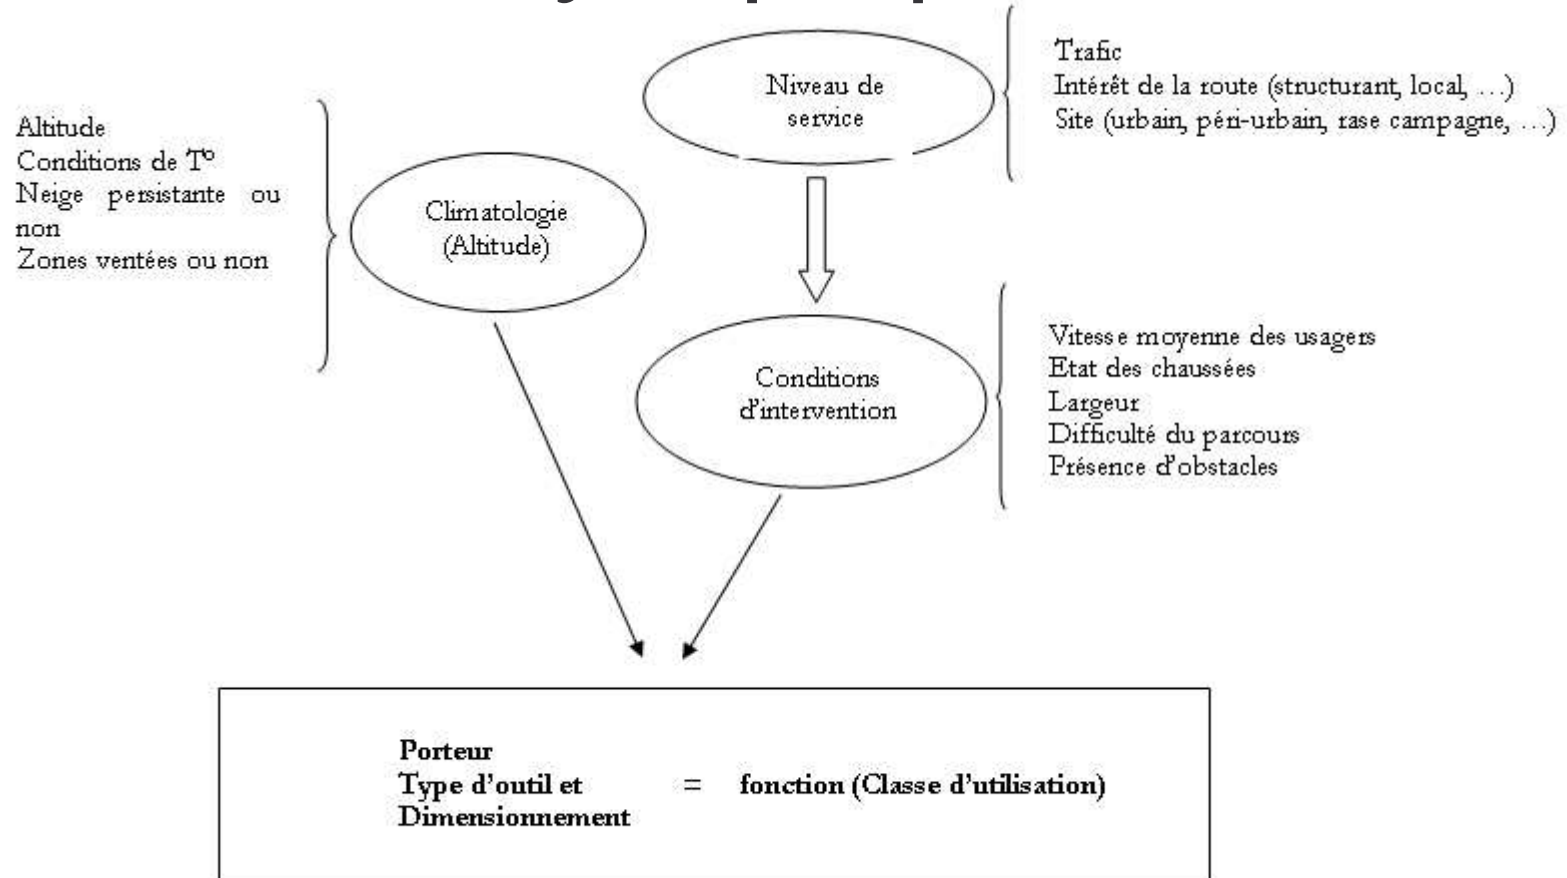 Trafic
Intérêt de la route (structurant, local, …)
Site (urbain, péri-urbain, rase campagne, …)
Niveau de
service
Altitude
Conditions de T°
Neige persistante ou
non
Zones ventées ou non
Climatologie
(Altitude)
Conditions
d'intervention
Vitesse moyenne des usagers
Etat des chaussées
Largeur
Difficulté du parcours
Présence d'obstacles
Porteur
Type d'outil et = fonction (Classe d'utilisation)
Dimensionnement